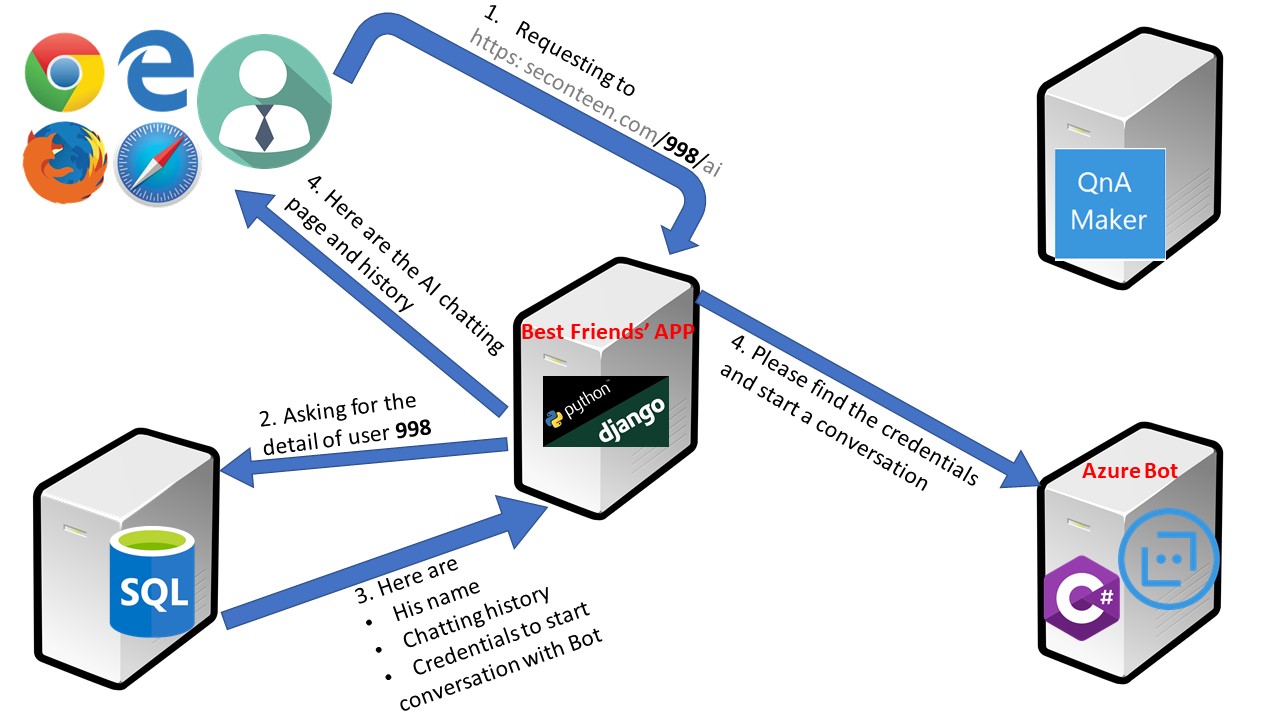 1. Requesting to
https: seconteen.com/998/ai
QnA
Maker
4. Here are the AI chatting
page and history
Best Friends’ APP
python™
django
4. Please find the credentials
and start a conversation
2. Asking for the
detail of user 998
Azure Bot
SQL
C#
3. Here are
• His name
• Chatting history
• Credentials to start
conversation with Bot